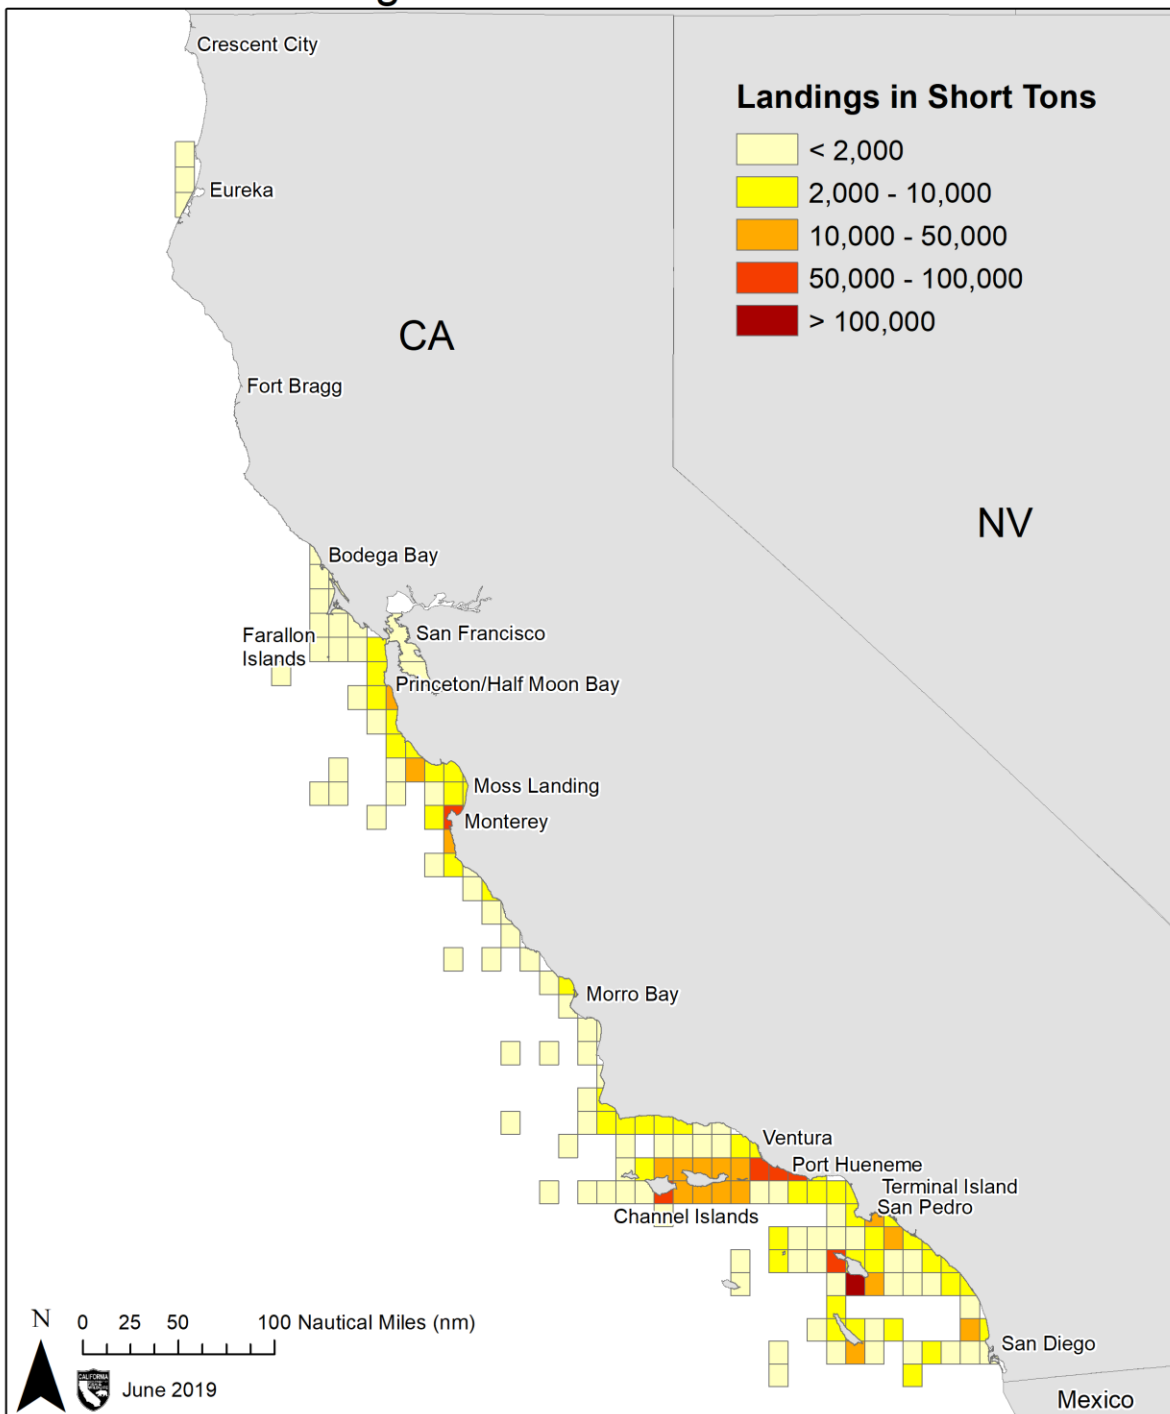 Crescent City
Landings in Short Tons
< 2,000
2,000 - 10,000
10,000 - 50,000
50,000 - 100,000
> 100,000
Eureka
CA
Fort Bragg
NV
Bodega Bay
San Francisco
Farallon
Islands
Princeton/Half Moon Bay
Moss Landing
Monterey
Morro Bay
Ventura
Port Hueneme
Terminal Island
San Pedro
Channel Islands
N
0 25 50 100 Nautical Miles (nm)
San Diego
CALIFORNIA
June 2019
Mexico